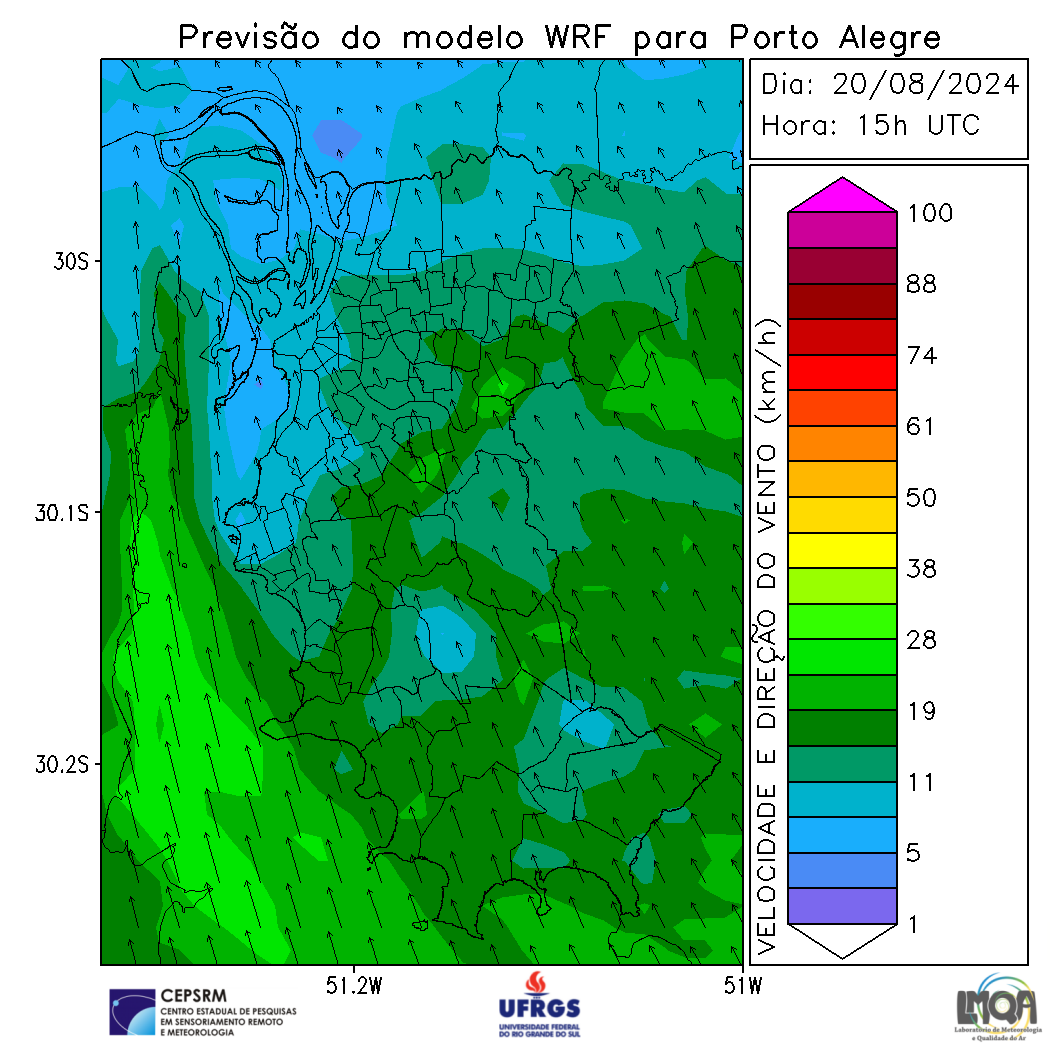 Previsão do modelo WRF para Porto Alegre
Dia: 20/08/2024
Hora: 15h UTC
30S
30.1S
30.2S
51.2W
51W
VELOCIDADE E DIREÇÃO DO VENTO (km/h)
100
88
74
61
50
38
28
19
11
5
1
CEPSRM
CENTRO ESTADUAL DE PESQUISAS
EM SENSORIAMENTO REMOTO
E METEOROLOGIA
UFRGS
UNIVERSIDADE FEDERAL
DO RIO GRANDE DO SUL
LMQA
Laboratório de Meteorologia
e Qualidade do Ar